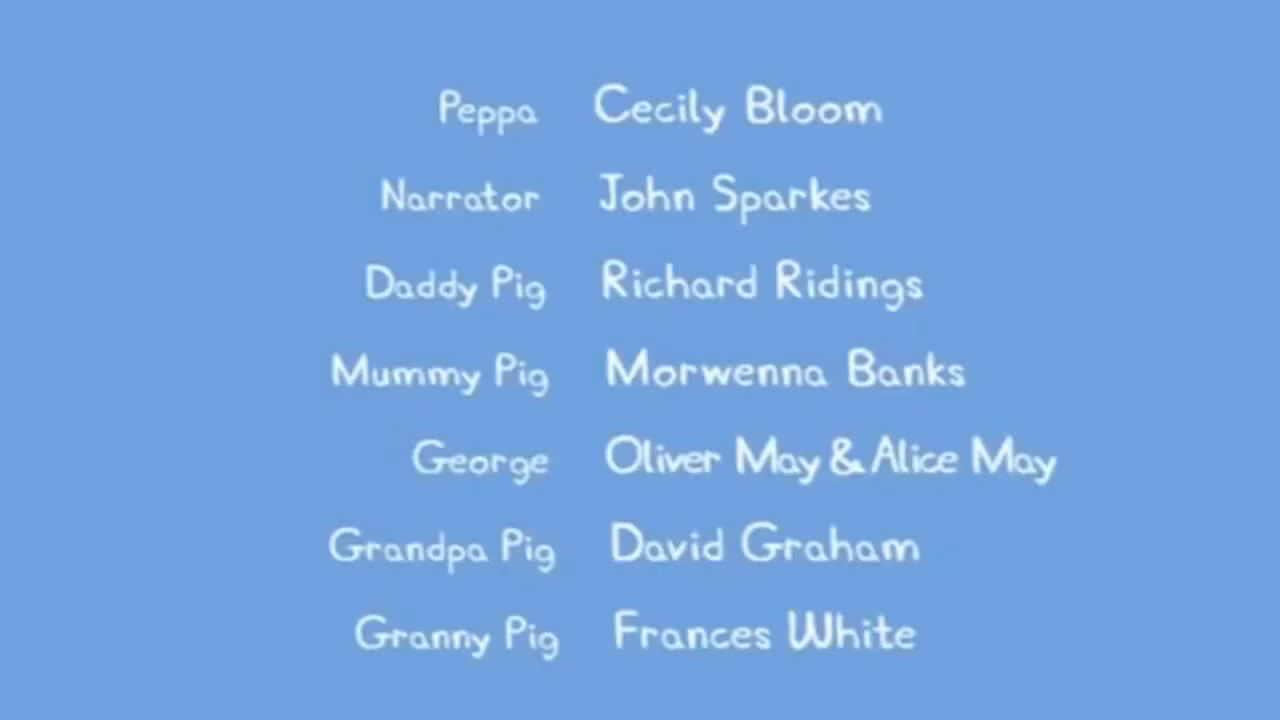 Peppa Cecily Bloom
Narrator John Sparkes
Daddy Pig Richard Ridings
Mummy Pig Morwenna Banks
George Oliver May & Alice May
Grandpa Pig David Graham
Granny Pig Frances White